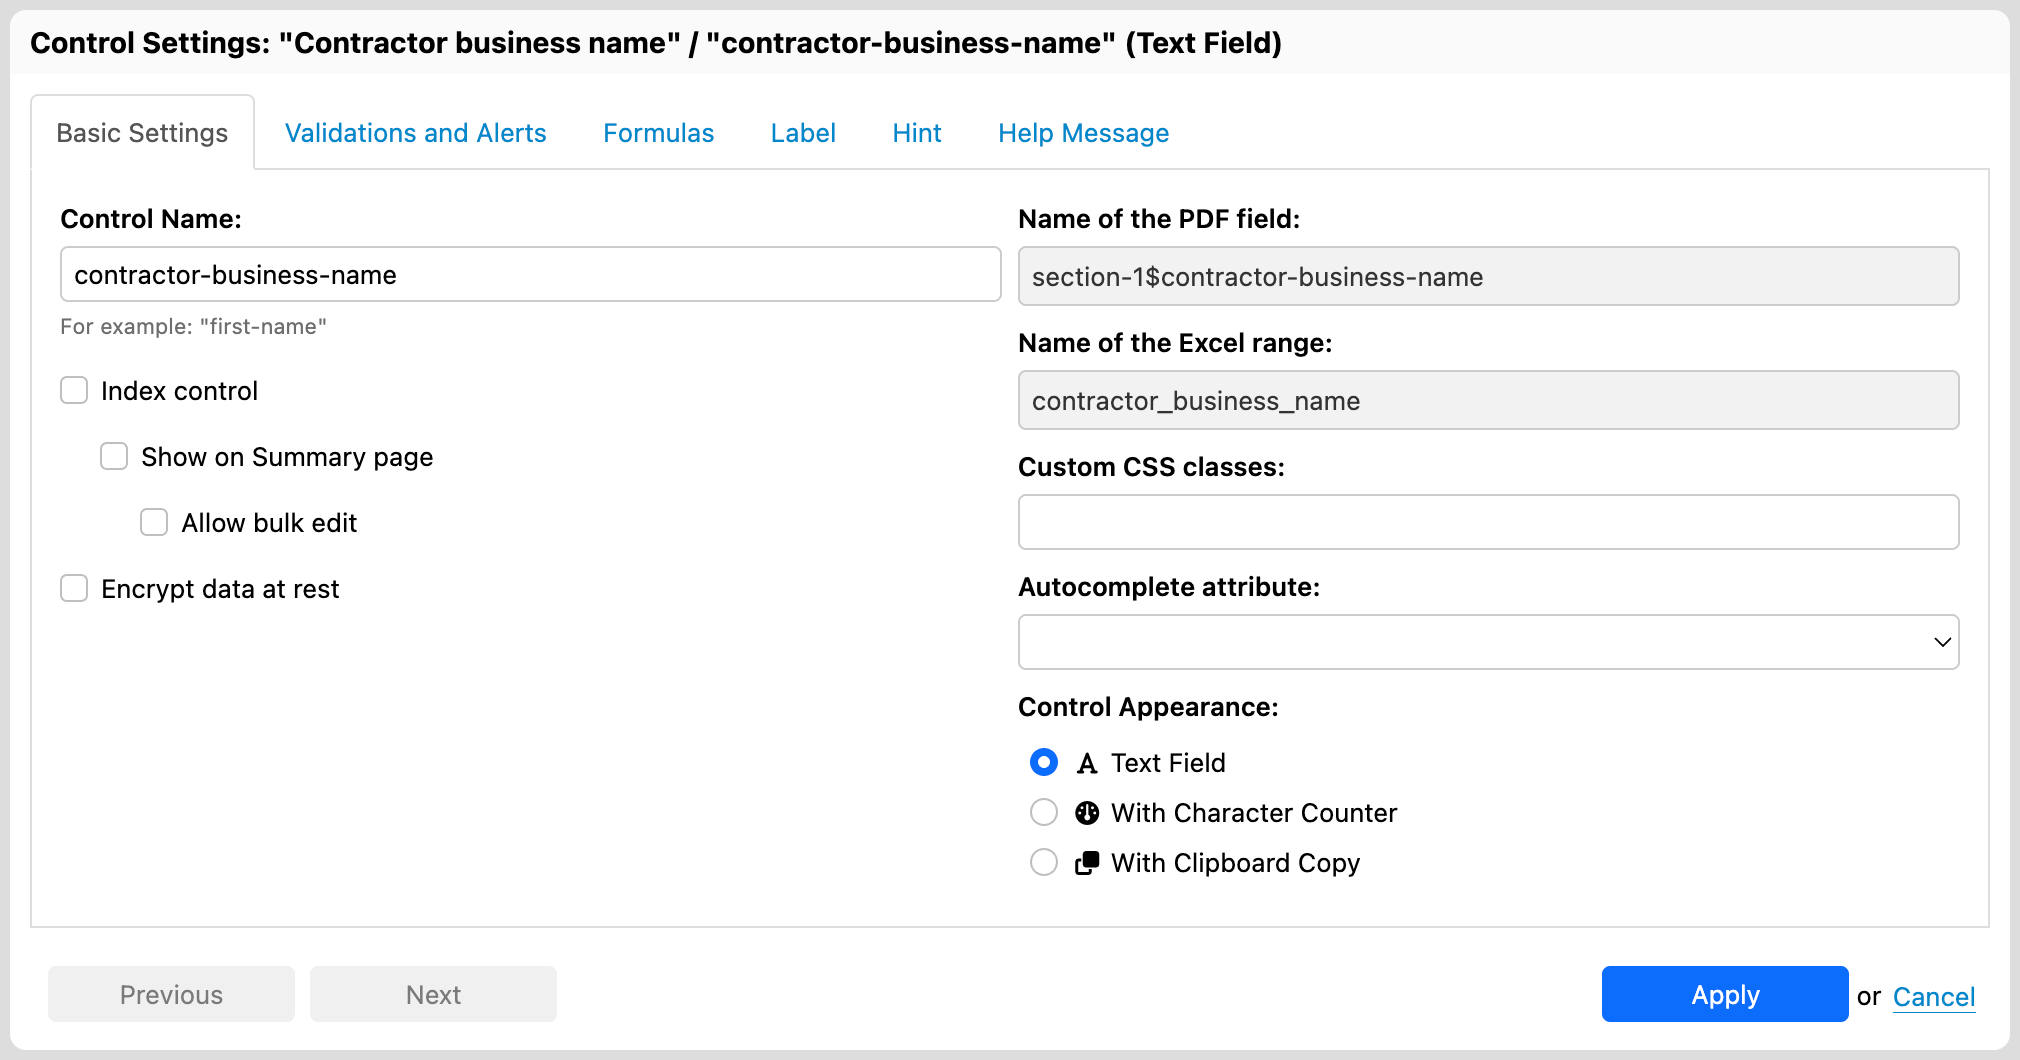 Control Settings: "Contractor business name" / "contractor-business-name" (Text Field)
Basic Settings
Validations and Alerts
Formulas
Label
Hint
Help Message
Control Name:
contractor-business-name
For example: "first-name"
Index control
Show on Summary page
Allow bulk edit
Encrypt data at rest
Name of the PDF field:
section-1$contractor-business-name
Name of the Excel range:
contractor_business_name
Custom CSS classes:
Autocomplete attribute:
Control Appearance:
Text Field
With Character Counter
With Clipboard Copy
Previous
Next
Apply
or Cancel